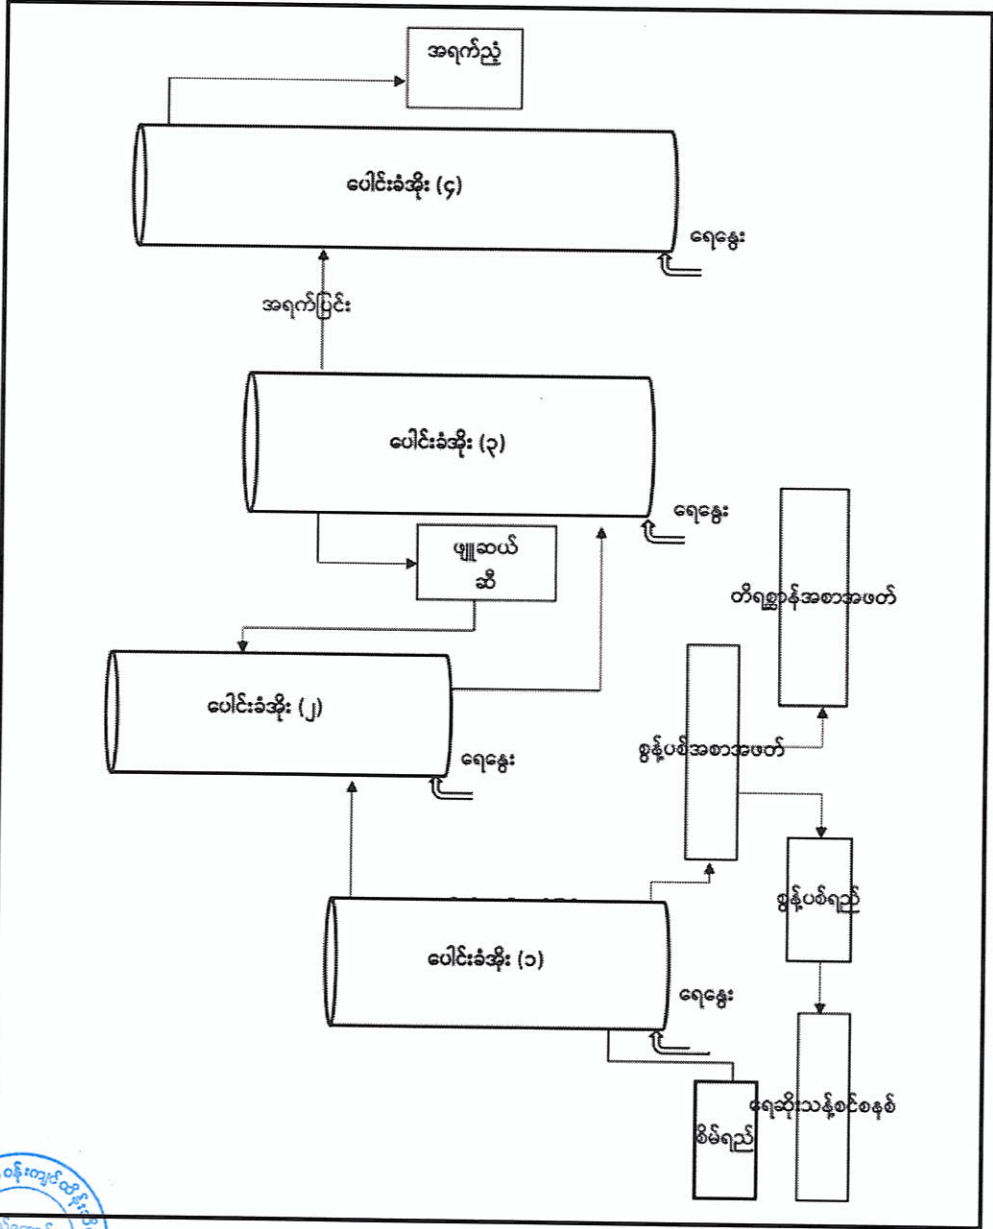 အရက်ညံ့
ပေါင်းခံအိုး (၄)
ရေနွေး
အရက်ပြင်း
ပေါင်းခံအိုး (၃)
ရေနွေး
ဖျူဆယ်
ဆီ
တိရစ္ဆာန်အစာအဖတ်
ပေါင်းခံအိုး (၂)
စွန့်ပစ်အစာအဖတ်
ရေနွေး
စွန့်ပစ်ရည်
ပေါင်းခံအိုး (၁)
ရေနွေး
ရေဆိုးသန့်စင်စနစ်
စိမ်ရည်